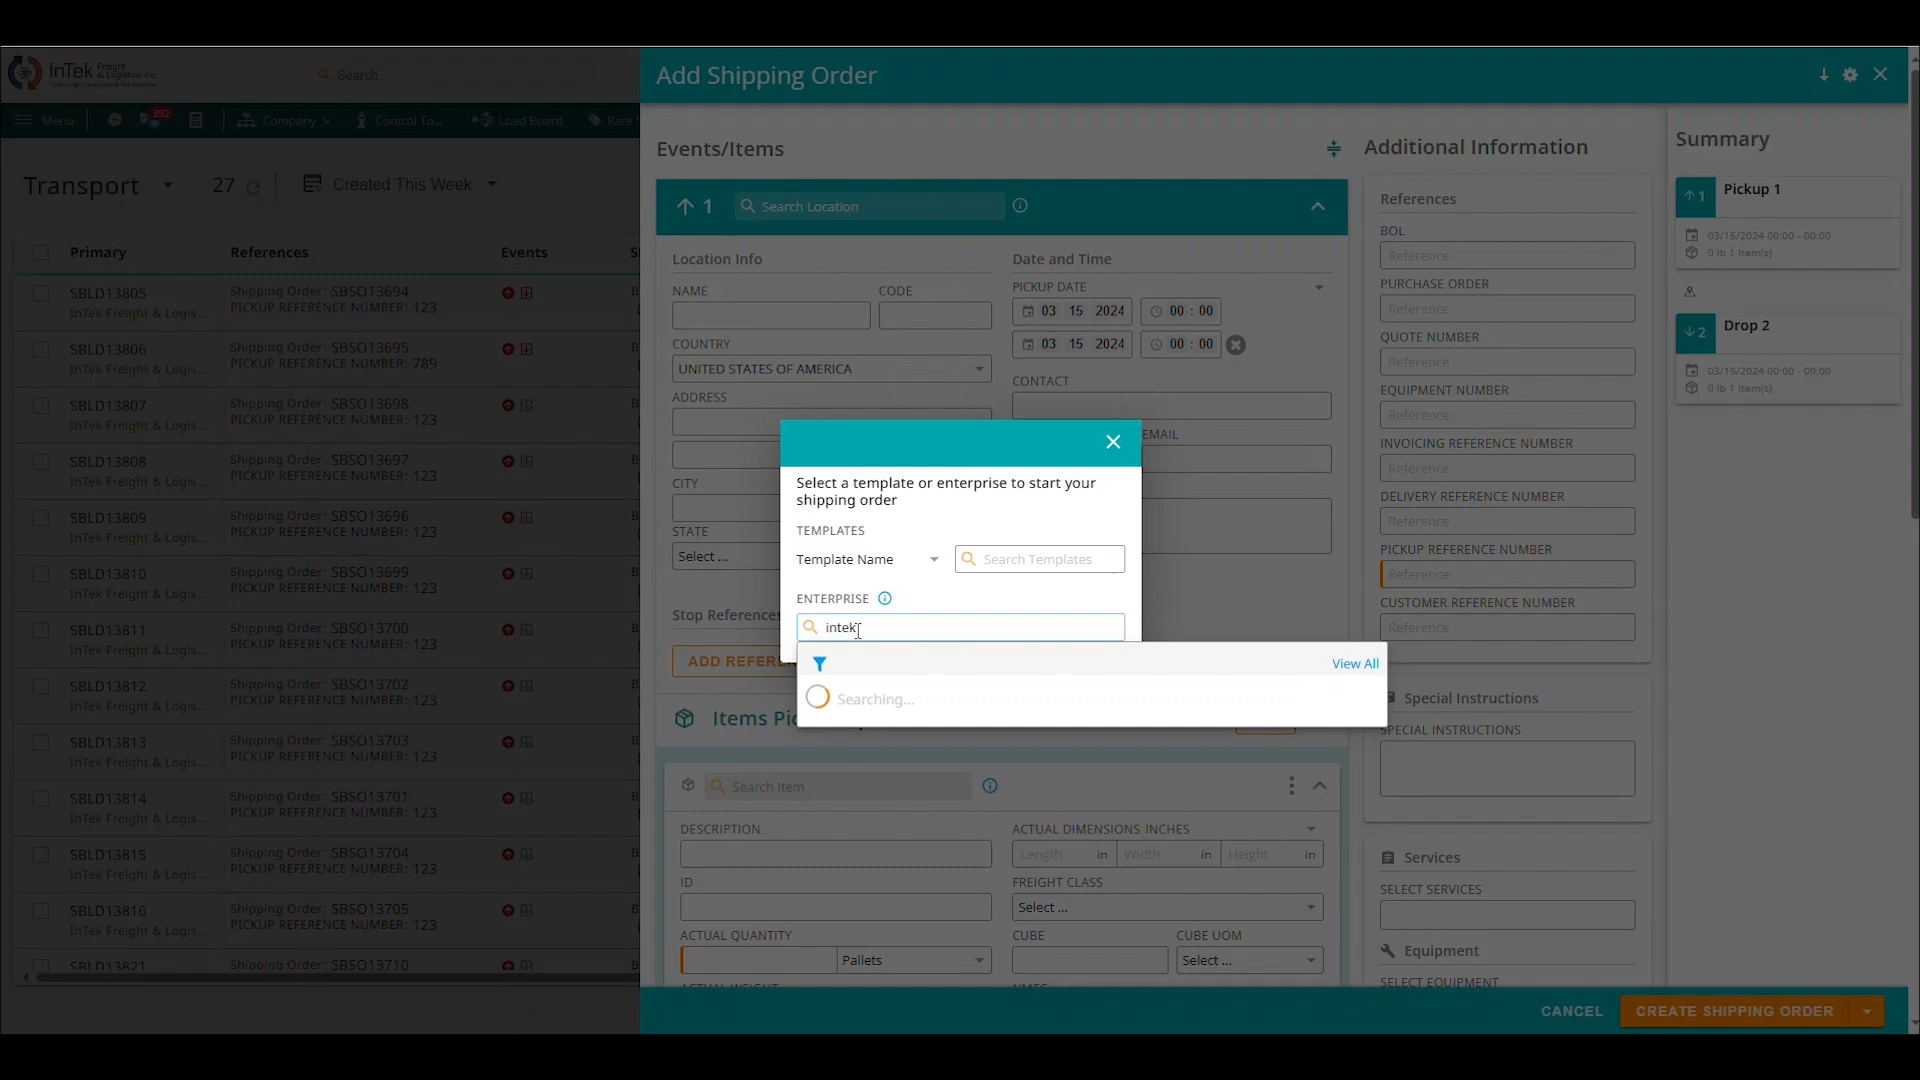 InTek Freight & Logistics Inc
Search...
Menu
392
Company
Control To...
Load Board
Rate S
Transport
27
Created This Week
Primary
References
Events
SBLD13805
InTek Freight & Logis...
Shipping Order: SBSO13694
PICKUP REFERENCE NUMBER: 123
SBLD13806
InTek Freight & Logis...
Shipping Order: SBSO13695
PICKUP REFERENCE NUMBER: 789
SBLD13807
InTek Freight & Logis...
Shipping Order: SBSO13698
PICKUP REFERENCE NUMBER: 123
SBLD13808
InTek Freight & Logis...
Shipping Order: SBSO13697
PICKUP REFERENCE NUMBER: 123
SBLD13809
InTek Freight & Logis...
Shipping Order: SBSO13696
PICKUP REFERENCE NUMBER: 123
SBLD13810
InTek Freight & Logis...
Shipping Order: SBSO13699
PICKUP REFERENCE NUMBER: 123
SBLD13811
InTek Freight & Logis...
Shipping Order: SBSO13700
PICKUP REFERENCE NUMBER: 123
SBLD13812
InTek Freight & Logis...
Shipping Order: SBSO13702
PICKUP REFERENCE NUMBER: 123
SBLD13813
InTek Freight & Logis...
Shipping Order: SBSO13703
PICKUP REFERENCE NUMBER: 123
SBLD13814
InTek Freight & Logis...
Shipping Order: SBSO13701
PICKUP REFERENCE NUMBER: 123
SBLD13815
InTek Freight & Logis...
Shipping Order: SBSO13704
PICKUP REFERENCE NUMBER: 123
SBLD13816
InTek Freight & Logis...
Shipping Order: SBSO13705
PICKUP REFERENCE NUMBER: 123
SBLD13821
Shipping Order: SBSO13710
Add Shipping Order
Events/Items
1
Search Location
Location Info
NAME
CODE
COUNTRY
UNITED STATES OF AMERICA
ADDRESS
CITY
STATE
Select ...
Stop References
ADD REFERE
Date and Time
PICKUP DATE
03 15 2024
00 : 00
03 15 2024
00 : 00
CONTACT
EMAIL
Select a template or enterprise to start your
shipping order
TEMPLATES
Template Name
Search Templates
ENTERPRISE
intek
View All
Searching...
Items Pic
Search Item
DESCRIPTION
ACTUAL DIMENSIONS INCHES
Length in
Width in
Height in
ID
FREIGHT CLASS
Select ...
ACTUAL QUANTITY
Pallets
CUBE
CUBE UOM
Select ...
ACTUAL WEIGHT
NMFC
Additional Information
References
BOL
Reference
PURCHASE ORDER
Reference
QUOTE NUMBER
Reference
EQUIPMENT NUMBER
Reference
INVOICING REFERENCE NUMBER
Reference
DELIVERY REFERENCE NUMBER
Reference
PICKUP REFERENCE NUMBER
Reference
CUSTOMER REFERENCE NUMBER
Reference
Special Instructions
SPECIAL INSTRUCTIONS
Services
SELECT SERVICES
Equipment
SELECT EQUIPMENT
Summary
1
Pickup 1
03/15/2024 00:00 - 00:00
0 lb 1 Item(s)
2
Drop 2
03/15/2024 00:00 - 00:00
0 lb 1 Item(s)
CANCEL
CREATE SHIPPING ORDER